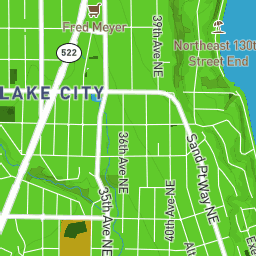 Fred Meyer
39th Ave NE
Northeast 130th
Street End
522
LAKE CITY
36th Ave NE
Sand Pt Way NE
35th Ave NE
40th Ave NE